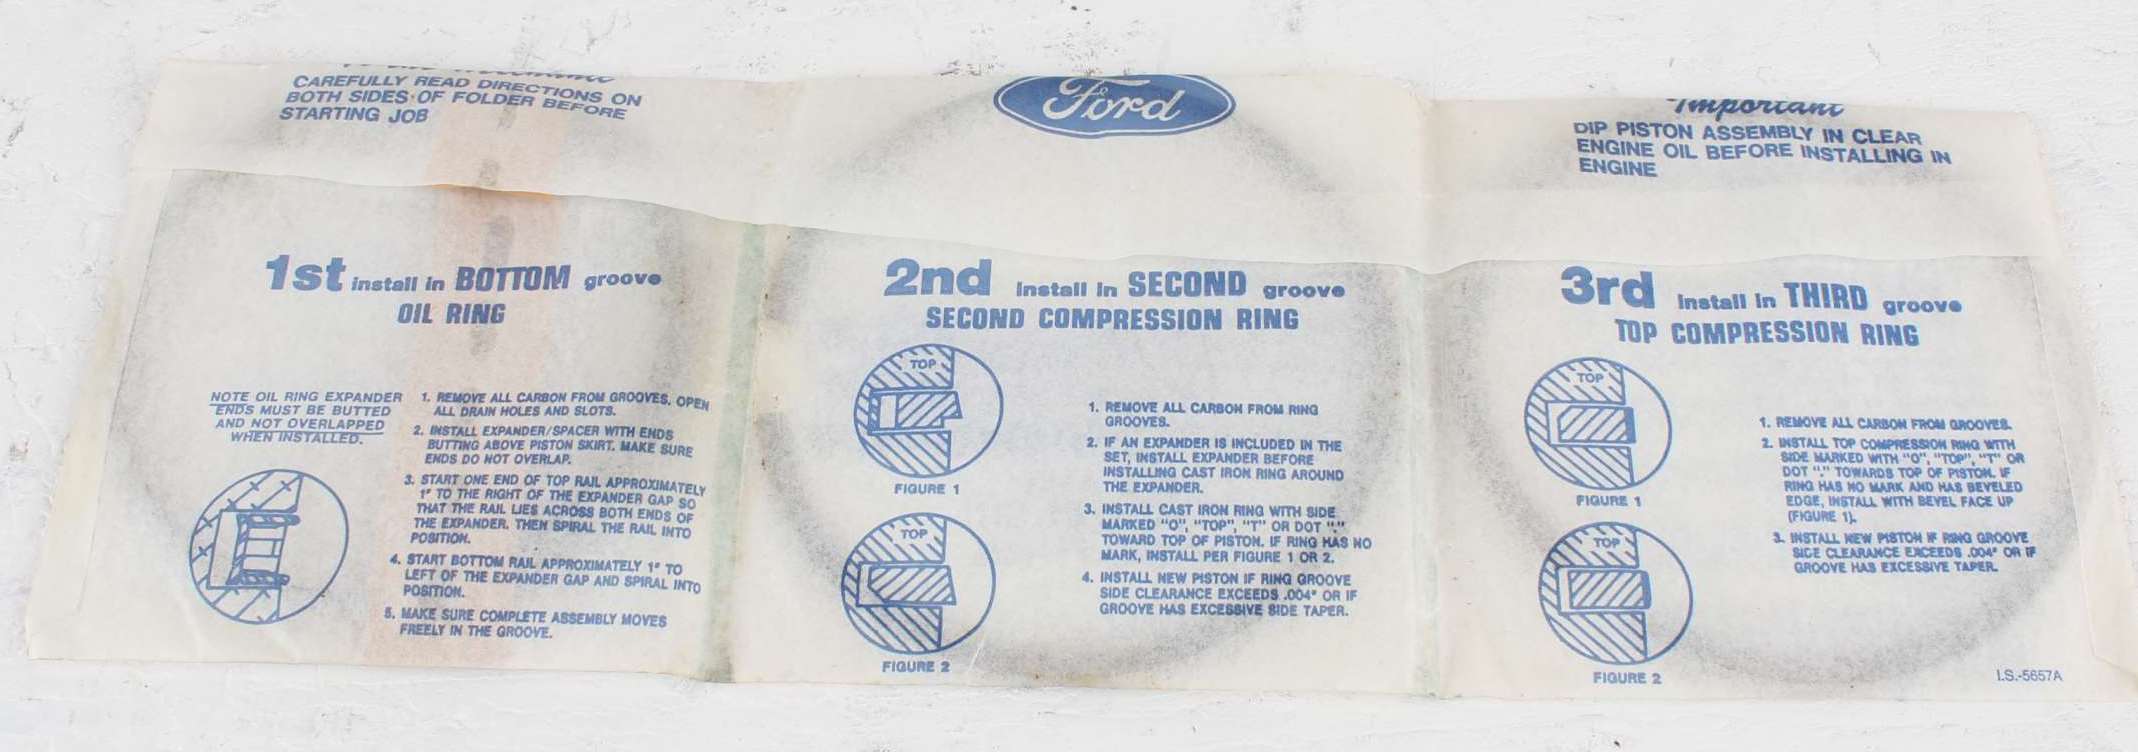 CAREFULLY READ DIRECTIONS ON
BOTH SIDES OF FOLDER BEFORE
STARTING JOB
Ford
Important
DIP PISTON ASSEMBLY IN CLEAR
ENGINE OIL BEFORE INSTALLING IN
ENGINE
1st install in BOTTOM groove
OIL RING
NOTE OIL RING EXPANDER
ENDS MUST BE BUTTED
AND NOT OVERLAPPED
WHEN INSTALLED.
1. REMOVE ALL CARBON FROM GROOVES. OPEN
ALL DRAIN HOLES AND SLOTS.
2. INSTALL EXPANDER/SPACER WITH ENDS
BUTTING ABOVE PISTON SKIRT. MAKE SURE
ENDS DO NOT OVERLAP.
3. START ONE END OF TOP RAIL APPROXIMATELY
1" TO THE RIGHT OF THE EXPANDER GAP SO
THAT THE RAIL LIES ACROSS BOTH ENDS OF
THE EXPANDER. THEN SPIRAL THE RAIL INTO
POSITION.
4. START BOTTOM RAIL APPROXIMATELY 1" TO
LEFT OF THE EXPANDER GAP AND SPIRAL INTO
POSITION.
5. MAKE SURE COMPLETE ASSEMBLY MOVES
FREELY IN THE GROOVE.
2nd install in SECOND groove
SECOND COMPRESSION RING
TOP
FIGURE 1
TOP
FIGURE 2
1. REMOVE ALL CARBON FROM RING
GROOVES.
2. IF AN EXPANDER IS INCLUDED IN THE
SET, INSTALL EXPANDER BEFORE
INSTALLING CAST IRON RING AROUND
THE EXPANDER.
3. INSTALL CAST IRON RING WITH SIDE
MARKED "O", "TOP", "T" OR DOT "."
TOWARD TOP OF PISTON. IF RING HAS NO
MARK, INSTALL PER FIGURE 1 OR 2.
4. INSTALL NEW PISTON IF RING GROOVE
SIDE CLEARANCE EXCEEDS .004" OR IF
GROOVE HAS EXCESSIVE SIDE TAPER.
3rd install in THIRD groove
TOP COMPRESSION RING
TOP
FIGURE 1
TOP
FIGURE 2
1. REMOVE ALL CARBON FROM GROOVES.
2. INSTALL TOP COMPRESSION RING WITH
SIDE MARKED WITH "O", "TOP", "T" OR
DOT "." TOWARDS TOP OF PISTON. IF
RING HAS NO MARK AND HAS BEVELED
EDGE, INSTALL WITH BEVEL FACE UP
(FIGURE 1).
3. INSTALL NEW PISTON IF RING GROOVE
SIDE CLEARANCE EXCEEDS .004" OR IF
GROOVE HAS EXCESSIVE TAPER.
I.S.-5657A